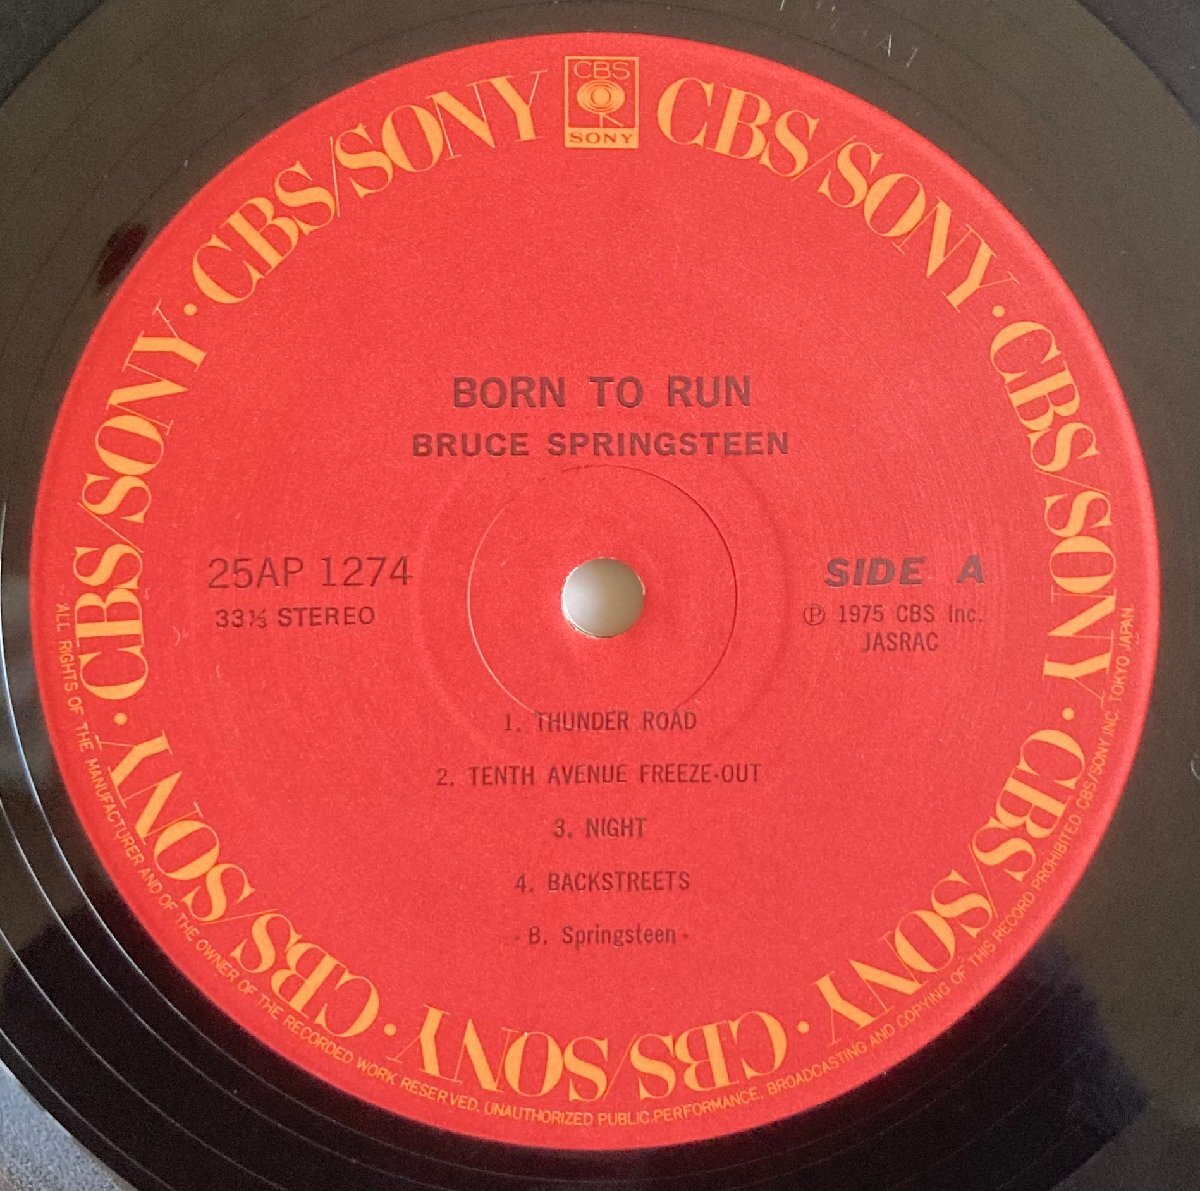 CBS
SONY
CBS/SONY · CBS/SONY · CBS/SONY · CBS/SONY · CBS/SONY · CBS/SONY · CBS/SONY
BORN TO RUN
BRUCE SPRINGSTEEN
25AP 1274
33⅓ STEREO
SIDE A
Ⓟ 1975 CBS Inc.
JASRAC
1. THUNDER ROAD
2. TENTH AVENUE FREEZE-OUT
3. NIGHT
4. BACKSTREETS
- B. Springsteen -
ALL RIGHTS OF THE MANUFACTURER AND OF THE OWNER OF THE RECORDED WORK RESERVED. UNAUTHORIZED PUBLIC PERFORMANCE, BROADCASTING AND COPYING OF THIS RECORD PROHIBITED. CBS/SONY INC. TOKYO JAPAN.